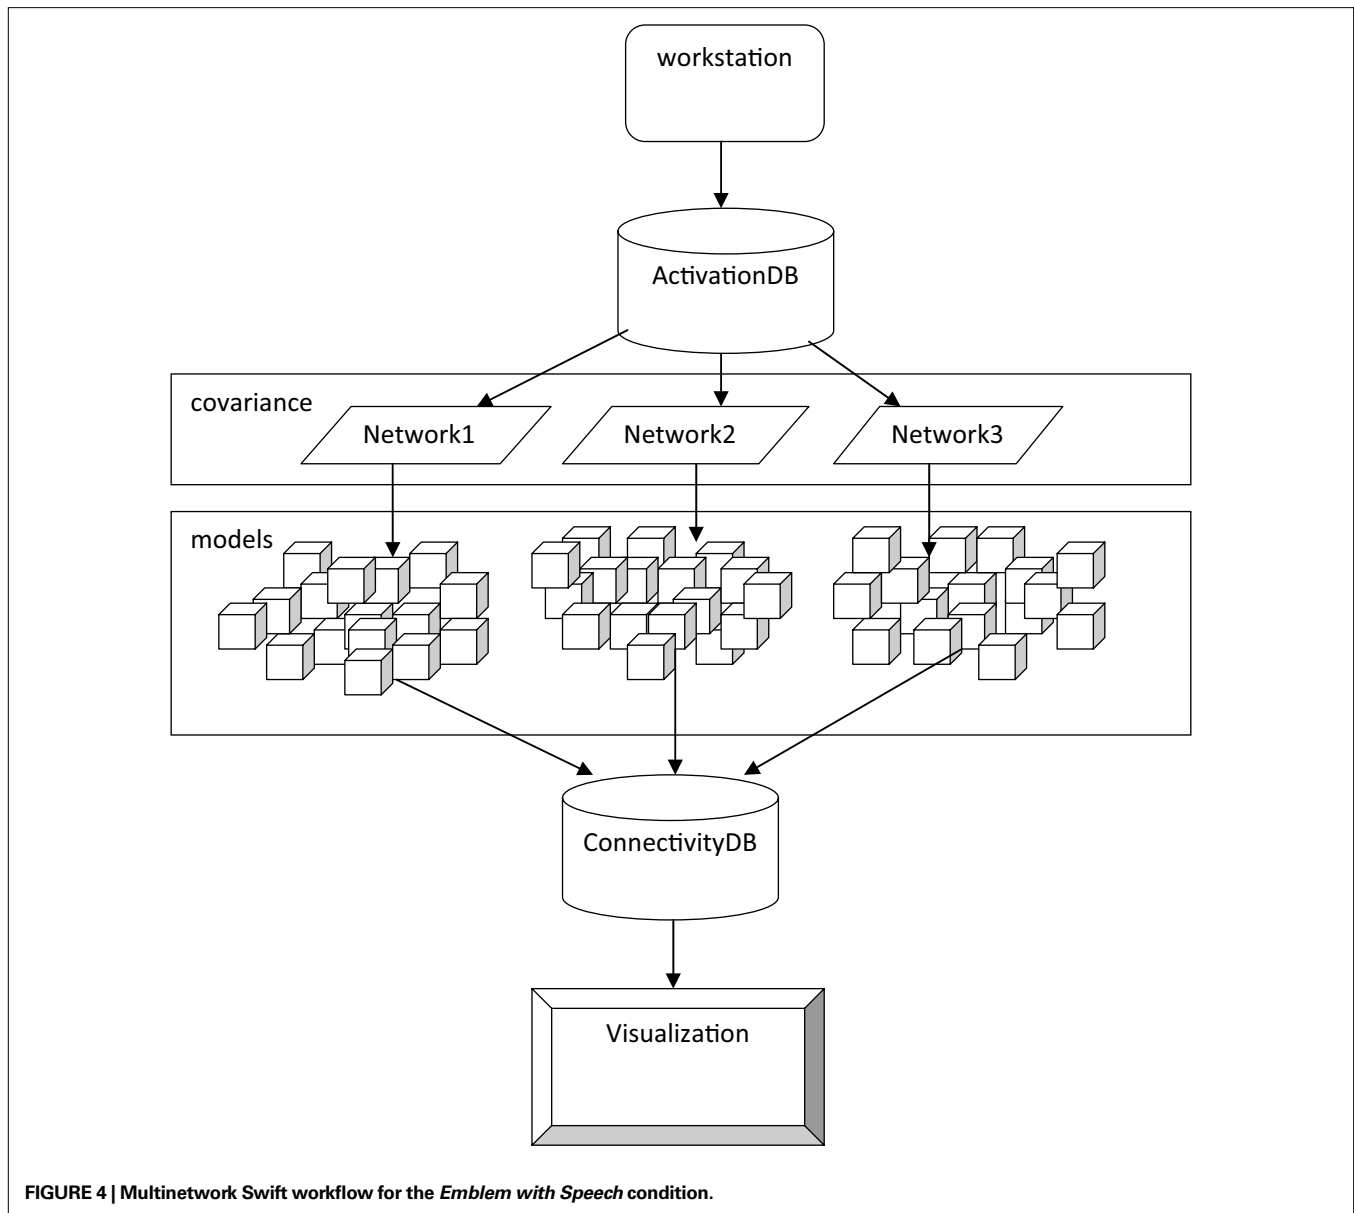 workstation
ActivationDB
covariance
Network1 Network2 Network3
models
ConnectivityDB
Visualization
FIGURE 4 | Multinetwork Swift workflow for the Emblem with Speech condition.